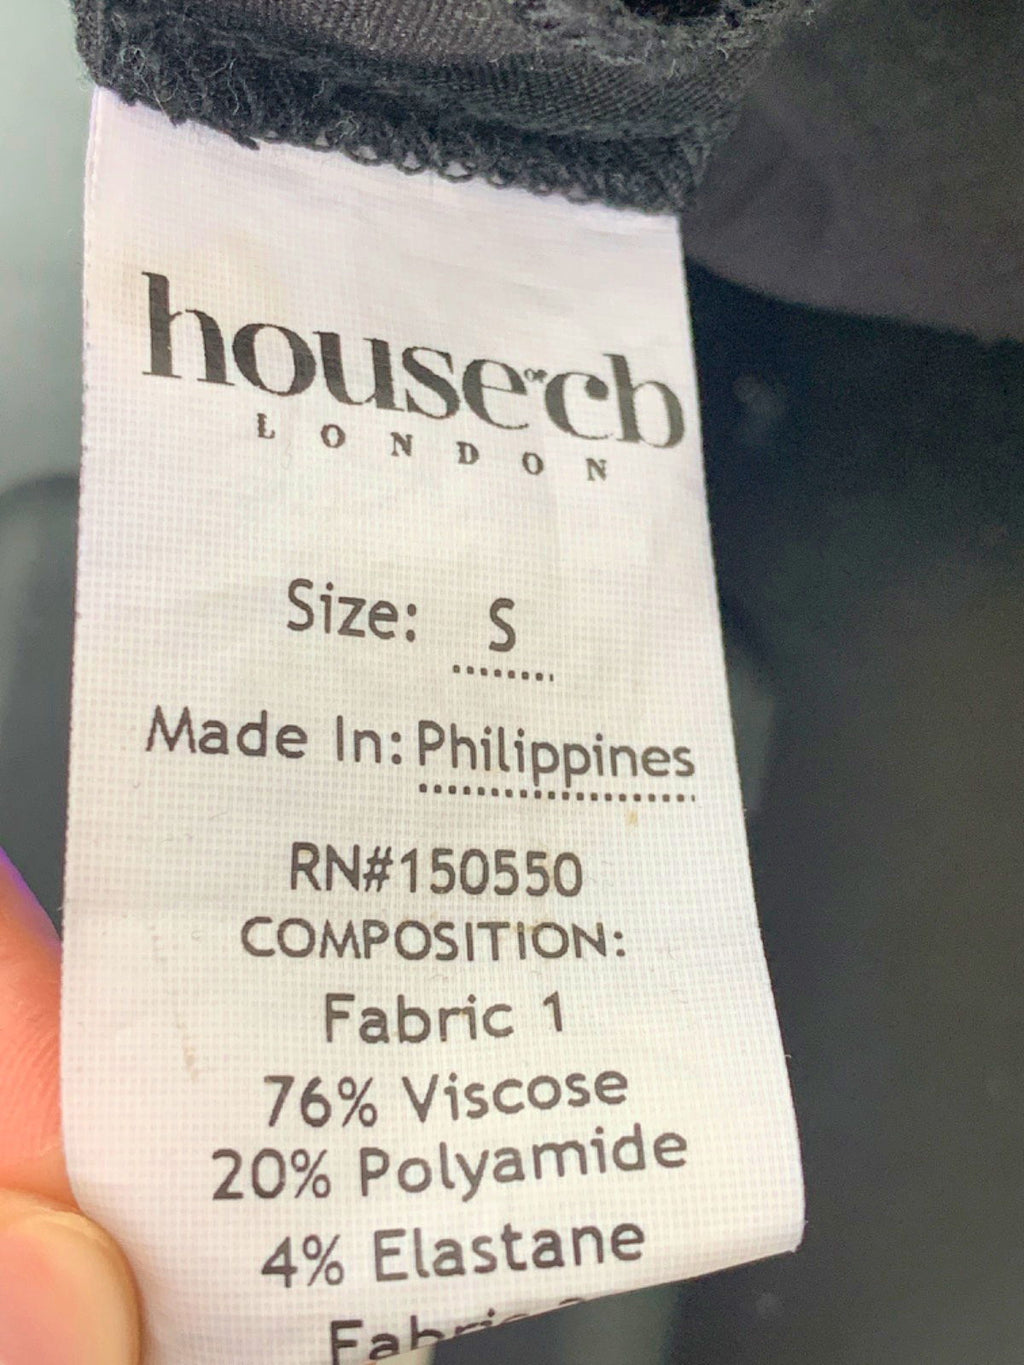 house of cb
LONDON
Size: S
Made In: Philippines
RN#150550
COMPOSITION:
Fabric 1
76% Viscose
20% Polyamide
4% Elastane
Fabric